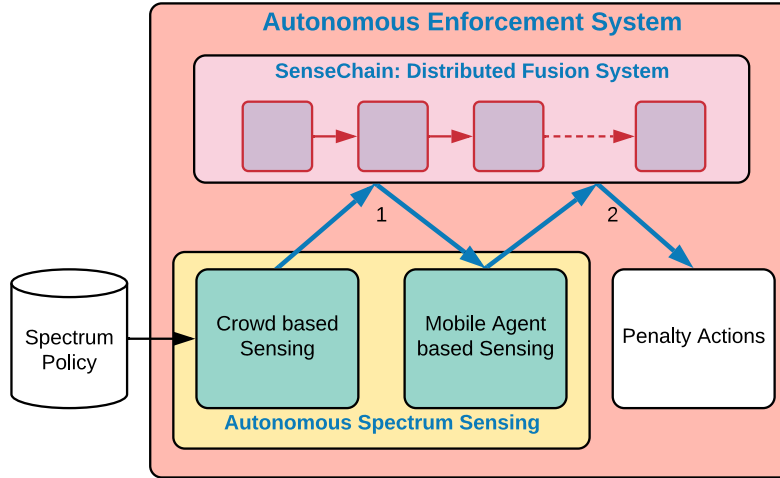 Autonomous Enforcement System
SenseChain: Distributed Fusion System
1
2
Spectrum
Policy
Crowd based
Sensing
Mobile Agent
based Sensing
Penalty Actions
Autonomous Spectrum Sensing